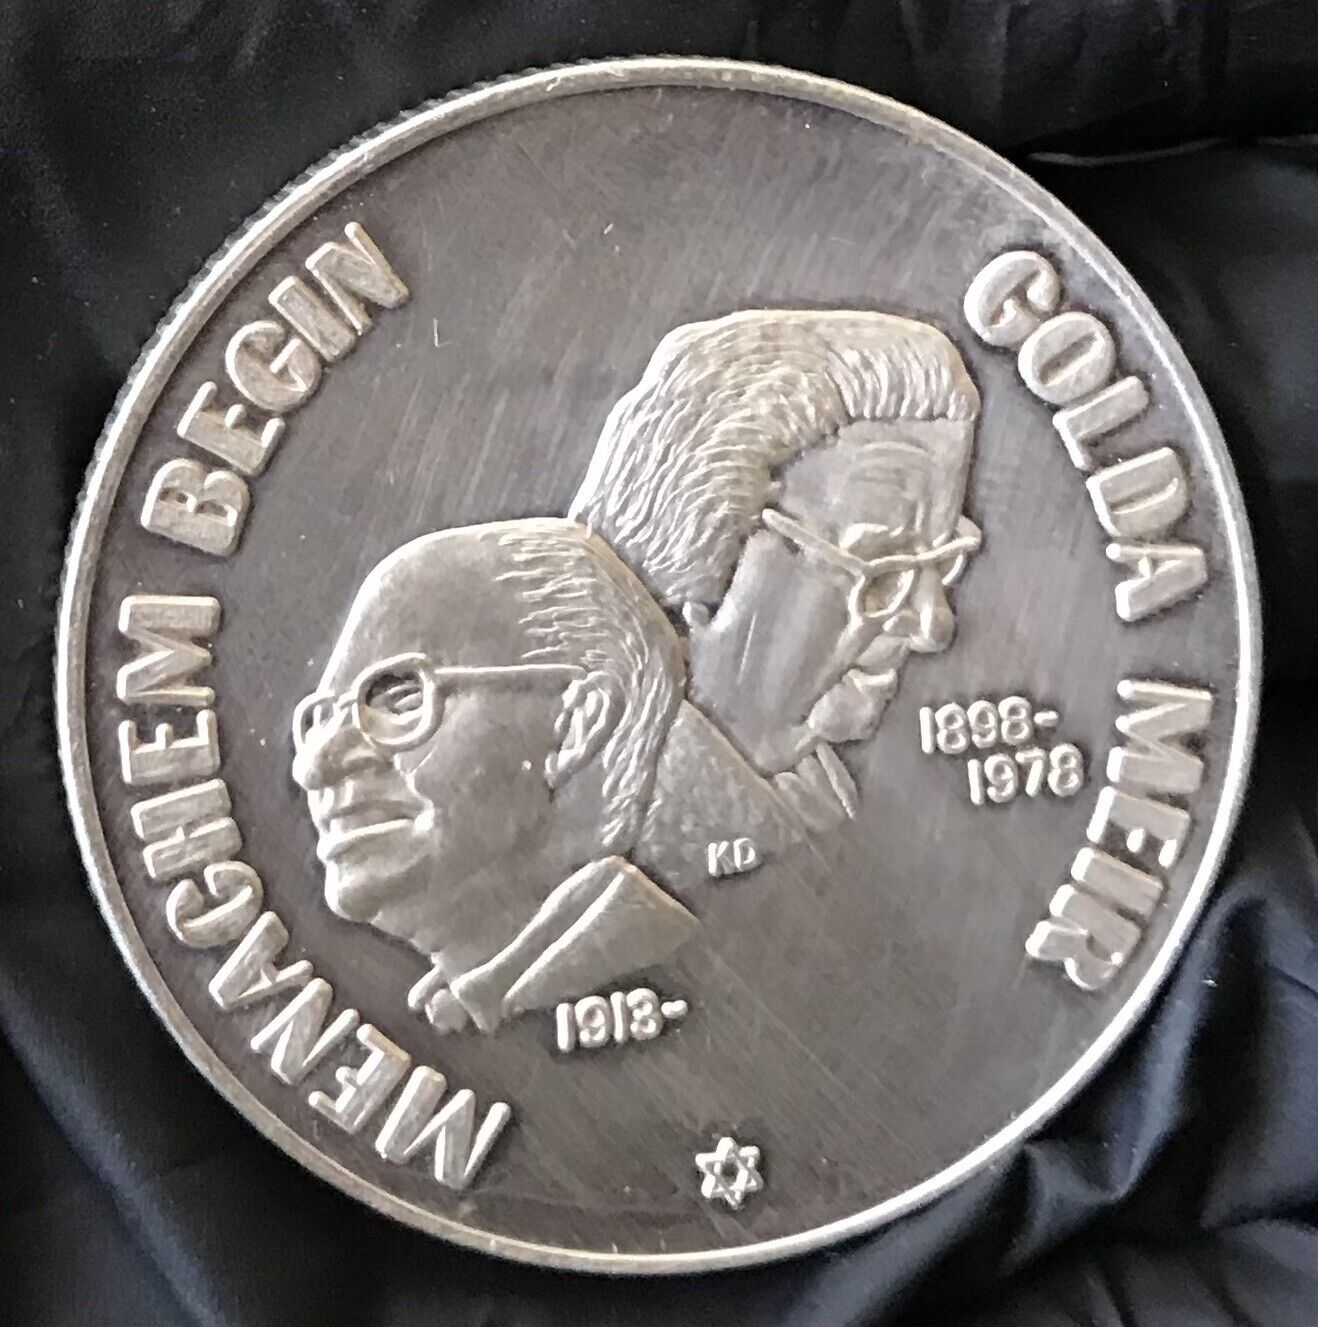 MENACHEM BEGIN
GOLDA MEIR
1898-
1978
KD
1913-